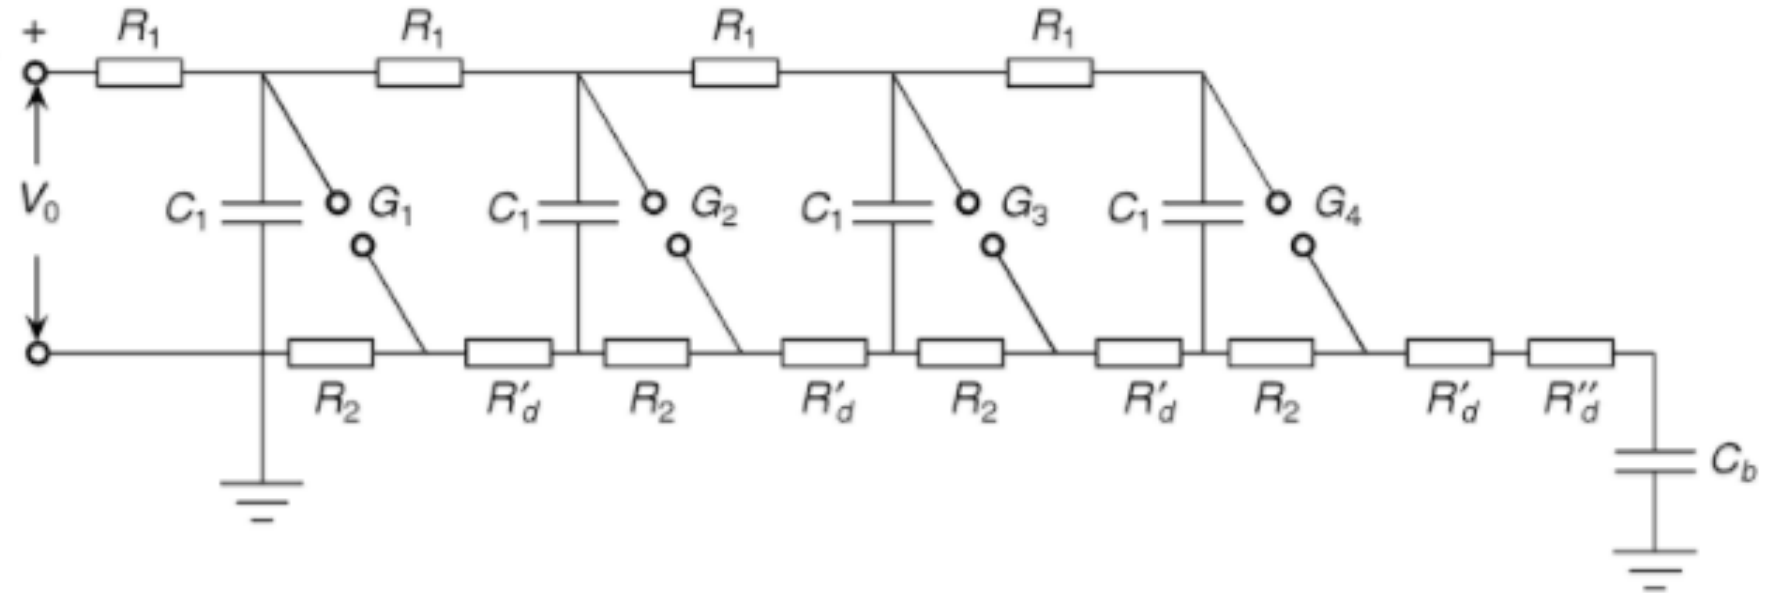 + R₁ R₁ R₁ R₁
V₀ C₁ G₁ C₁ G₂ C₁ G₃ C₁ G₄
R₂ R′d R₂ R′d R₂ R′d R₂ R′d R″d
Cb